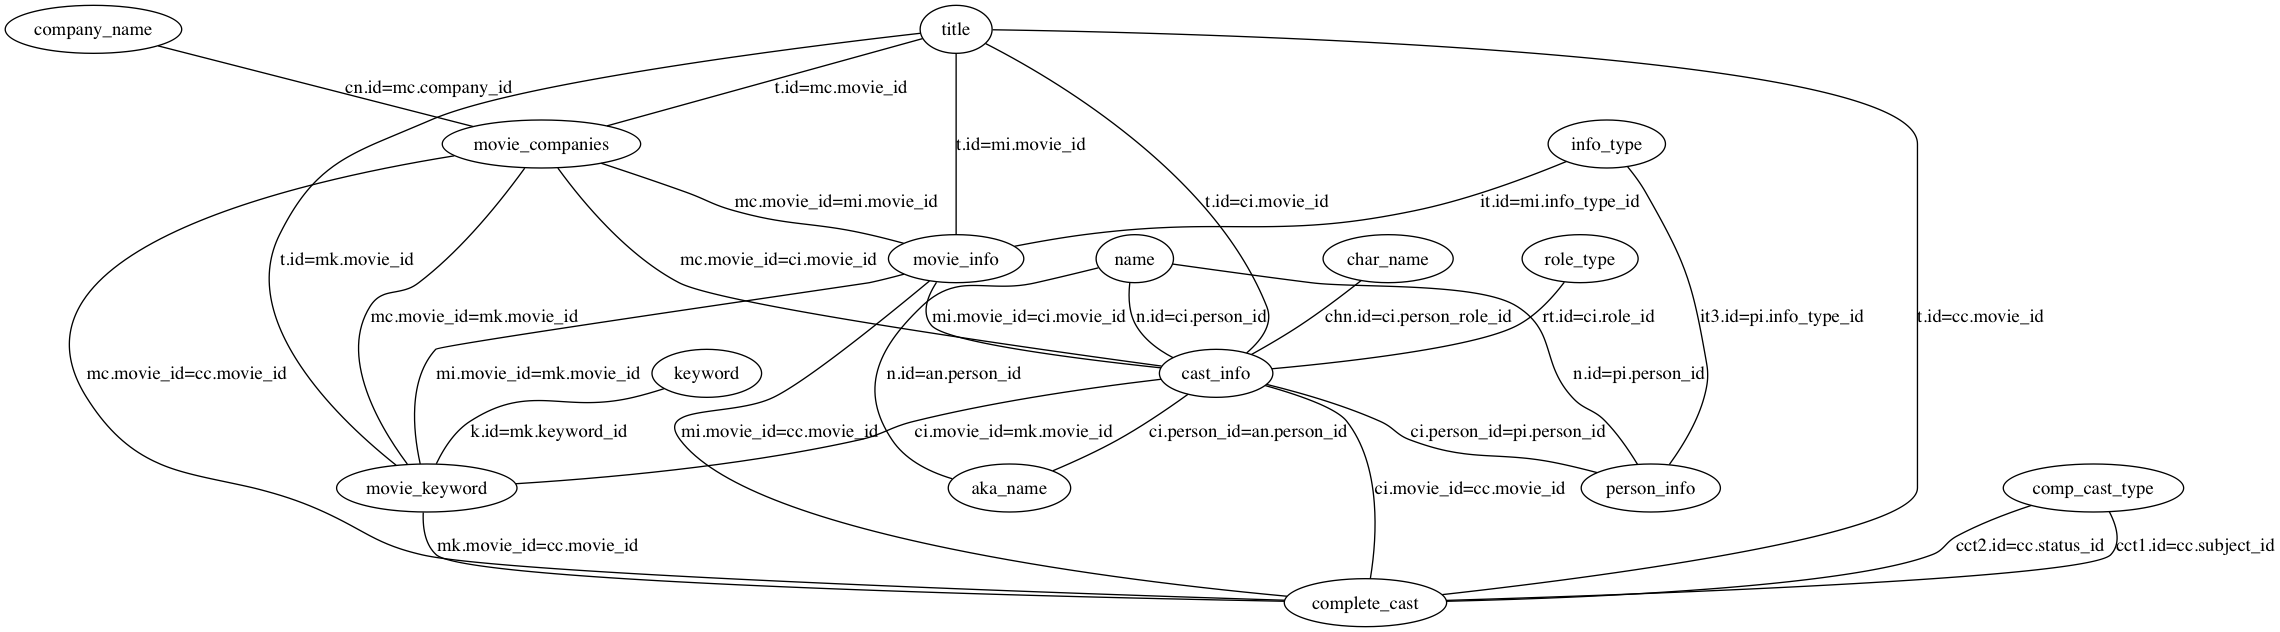 company_name
title
cn.id=mc.company_id
t.id=mc.movie_id
movie_companies
t.id=mi.movie_id
info_type
mc.movie_id=mi.movie_id
t.id=ci.movie_id
it.id=mi.info_type_id
t.id=mk.movie_id
mc.movie_id=ci.movie_id
movie_info
name
char_name
role_type
mc.movie_id=mk.movie_id
mi.movie_id=ci.movie_id
n.id=ci.person_id
chn.id=ci.person_role_id
rt.id=ci.role_id
it3.id=pi.info_type_id
t.id=cc.movie_id
mc.movie_id=cc.movie_id
mi.movie_id=mk.movie_id
keyword
n.id=an.person_id
cast_info
n.id=pi.person_id
k.id=mk.keyword_id
mi.movie_id=cc.movie_id
ci.movie_id=mk.movie_id
ci.person_id=an.person_id
ci.person_id=pi.person_id
movie_keyword
aka_name
ci.movie_id=cc.movie_id
person_info
comp_cast_type
mk.movie_id=cc.movie_id
cct2.id=cc.status_id
cct1.id=cc.subject_id
complete_cast